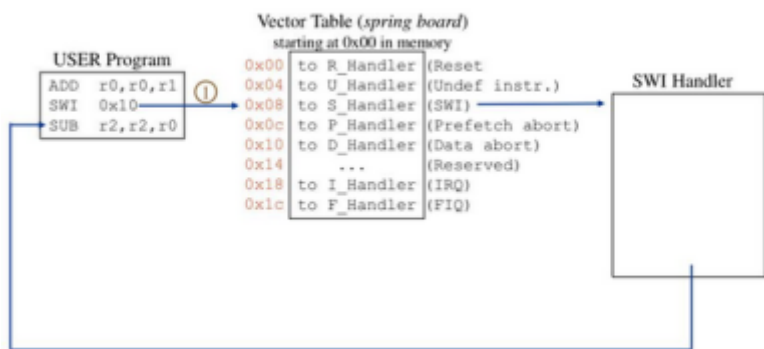 Vector Table (spring board)
starting at 0x00 in memory
USER Program
ADD r0,r0,r1
SWI 0x10
SUB r2,r2,r0
①
0x00 to R_Handler (Reset
0x04 to U_Handler (Undef instr.)
0x08 to S_Handler (SWI)
0x0c to P_Handler (Prefetch abort)
0x10 to D_Handler (Data abort)
0x14 ... (Reserved)
0x18 to I_Handler (IRQ)
0x1c to F_Handler (FIQ)
SWI Handler